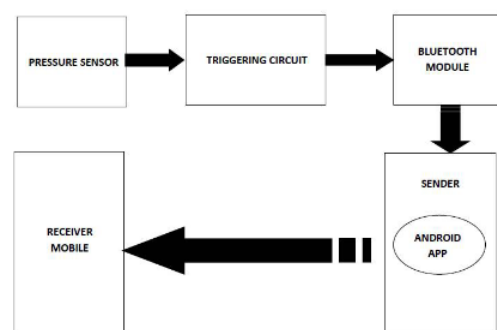 PRESSURE SENSOR
TRIGGERING CIRCUIT
BLUETOOTH
MODULE
SENDER
ANDROID
APP
RECEIVER
MOBILE